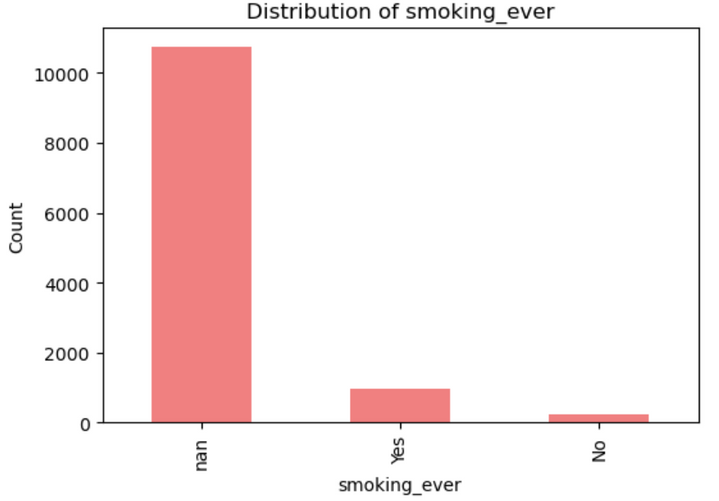 Distribution of smoking_ever
10000
8000
6000
4000
2000
0
Count
nan
Yes
No
smoking_ever